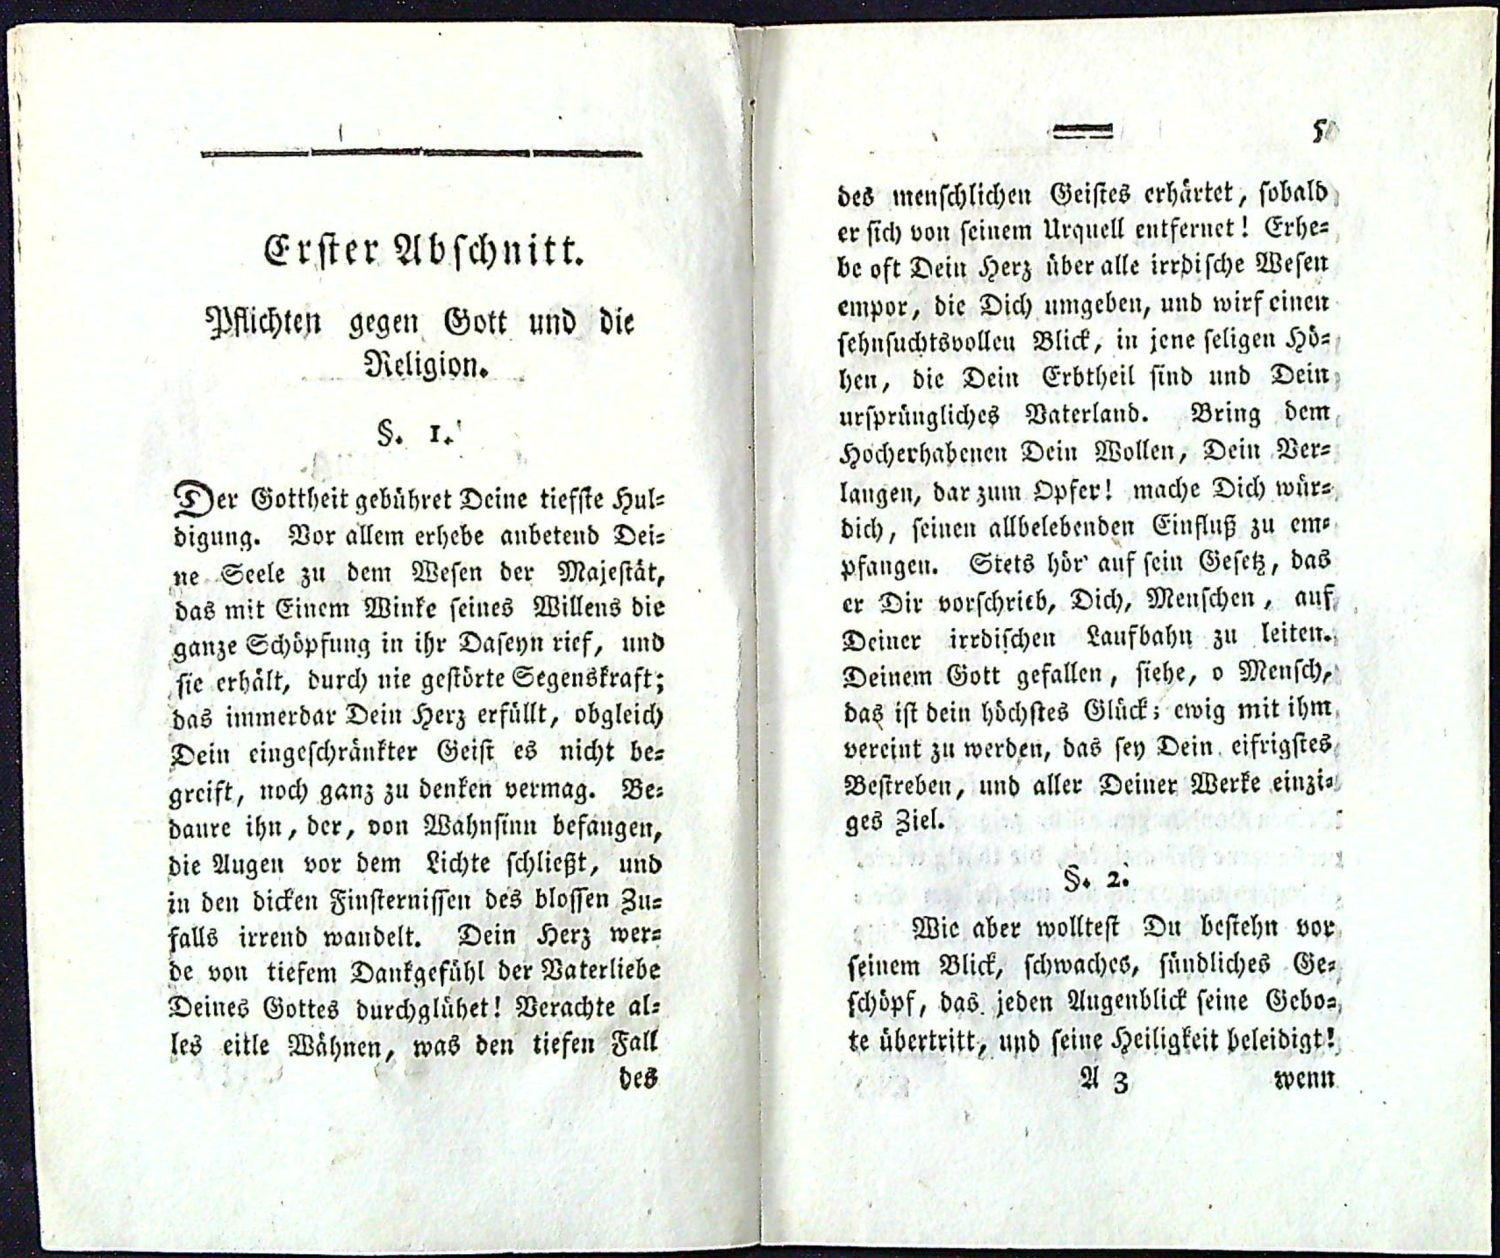 Erster Abschnitt.
Pflichten gegen Gott und die
Religion.
§. 1.
Der Gottheit gebühret Deine tiefste Hul-
digung. Vor allem erhebe anbetend Dei-
ne Seele zu dem Wesen der Majestät,
das mit Einem Winke seines Willens die
ganze Schöpfung in ihr Daseyn rief, und
sie erhält, durch nie gestörte Segenskraft;
das immerdar Dein Herz erfüllt, obgleich
Dein eingeschränkter Geist es nicht be-
greift, noch ganz zu denken vermag. Be-
daure ihn, der, von Wahnsinn befangen,
die Augen vor dem Lichte schließt, und
in den dicken Finsternissen des blossen Zu-
falls irrend wandelt. Dein Herz wer-
de von tiefem Dankgefühl der Vaterliebe
Deines Gottes durchglühet! Verachte al-
les eitle Wähnen, was den tiefen Fall
des
5
des menschlichen Geistes erhärtet, sobald
er sich von seinem Urquell entfernet! Erhe-
be oft Dein Herz über alle irrdische Wesen
empor, die Dich umgeben, und wirf einen
sehnsuchtsvollen Blick, in jene seligen Hö-
hen, die Dein Erbtheil sind und Dein
ursprüngliches Vaterland. Bring dem
Hocherhabenen Dein Wollen, Dein Ver-
langen, dar zum Opfer! mache Dich wür-
dich, seinen allbelebenden Einfluß zu em-
pfangen. Stets hör' auf sein Gesetz, das
er Dir vorschrieb, Dich, Menschen, auf
Deiner irrdischen Laufbahn zu leiten.
Deinem Gott gefallen, siehe, o Mensch,
das ist dein höchstes Glück; ewig mit ihm
vereint zu werden, das sey Dein eifrigstes
Bestreben, und aller Deiner Werke einzi-
ges Ziel.
§. 2.
Wie aber wolltest Du bestehn vor
seinem Blick, schwaches, sündliches Ge-
schöpf, das jeden Augenblick seine Gebo-
te übertritt, und seine Heiligkeit beleidigt!
A 3 wenn